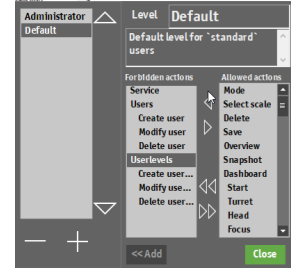 Administrator
Default
Level Default
Default level for `standard`
users
Forbidden actions
Service
Users
Create user
Modify user
Delete user
Userlevels
Create user...
Modify use...
Delete user...
Allowed actions
Mode
Select scale
Delete
Save
Overview
Snapshot
Dashboard
Start
Turret
Head
Focus
<< Add
Close